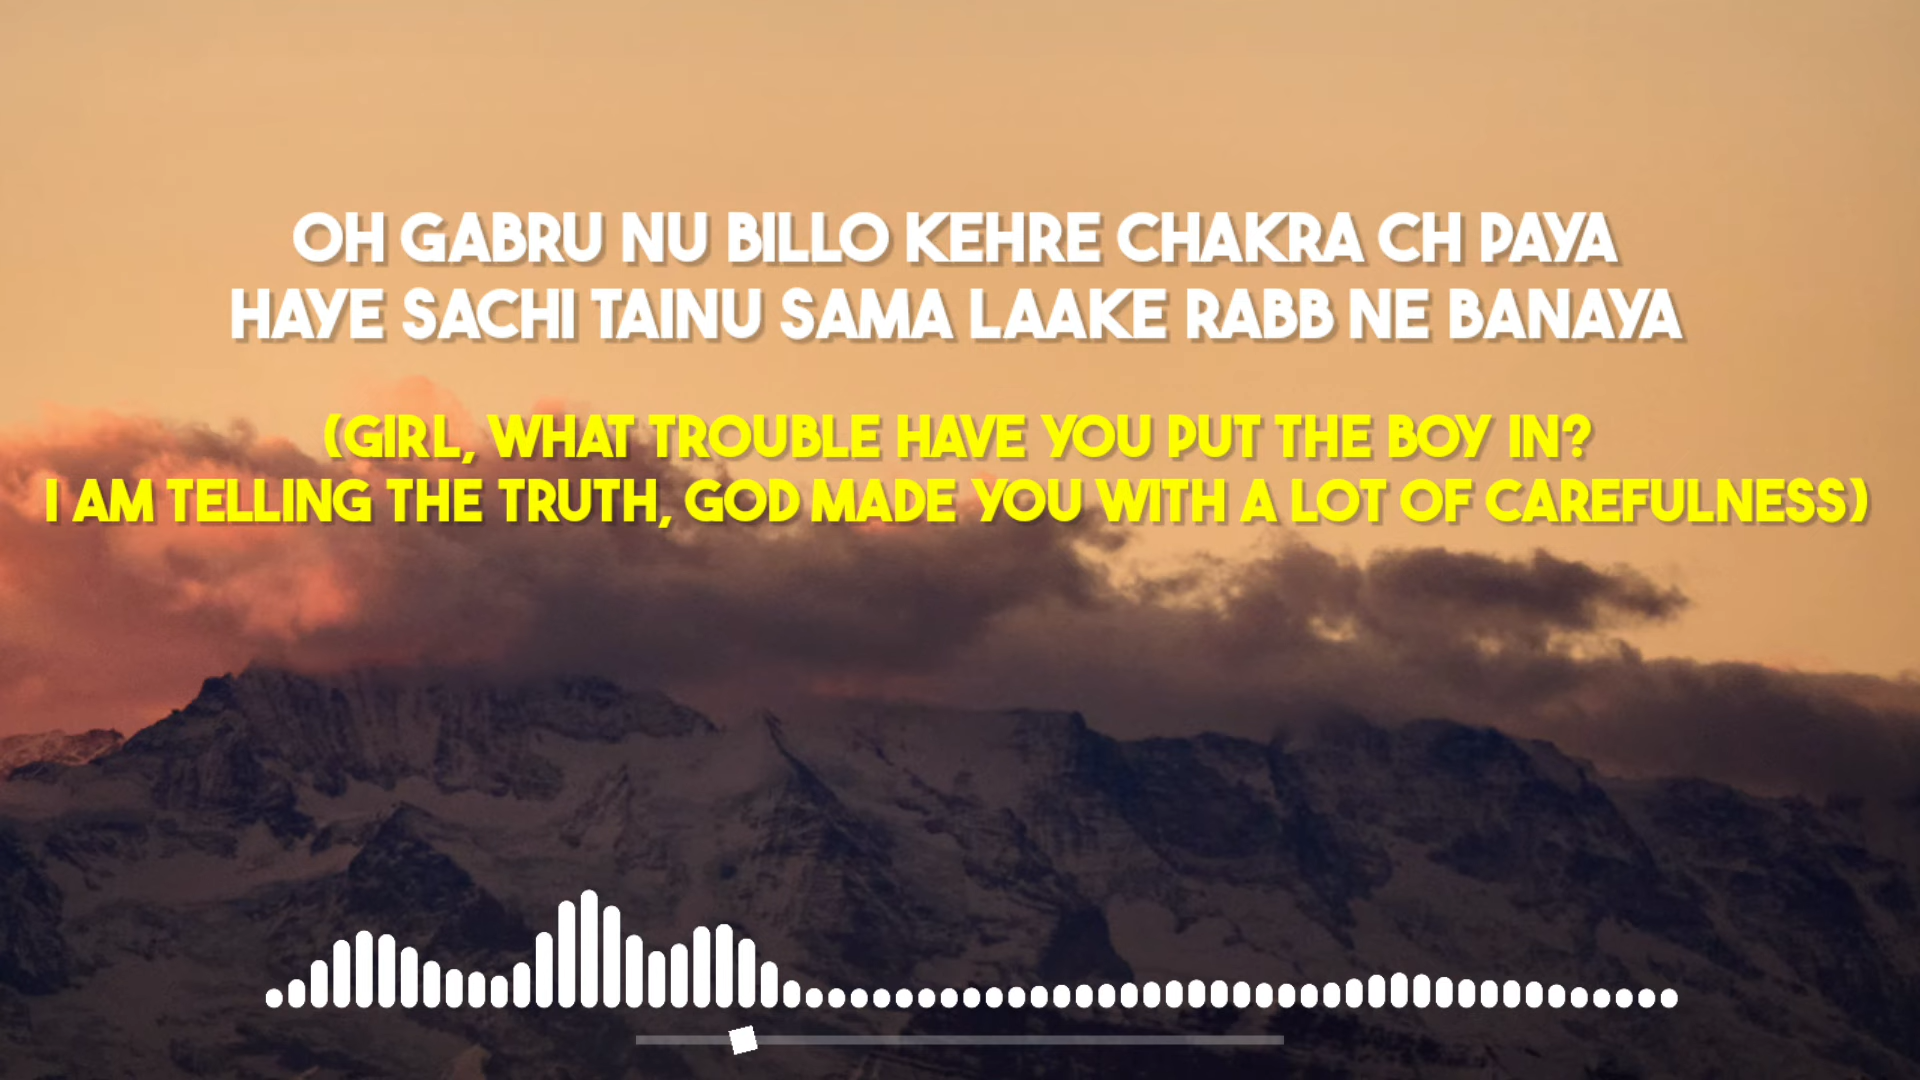 OH GABRU NU BILLO KEHRE CHAKRA CH PAYA
HAYE SACHI TAINU SAMA LAAKE RABB NE BANAYA
(GIRL, WHAT TROUBLE HAVE YOU PUT THE BOY IN?
I AM TELLING THE TRUTH, GOD MADE YOU WITH A LOT OF CAREFULNESS)